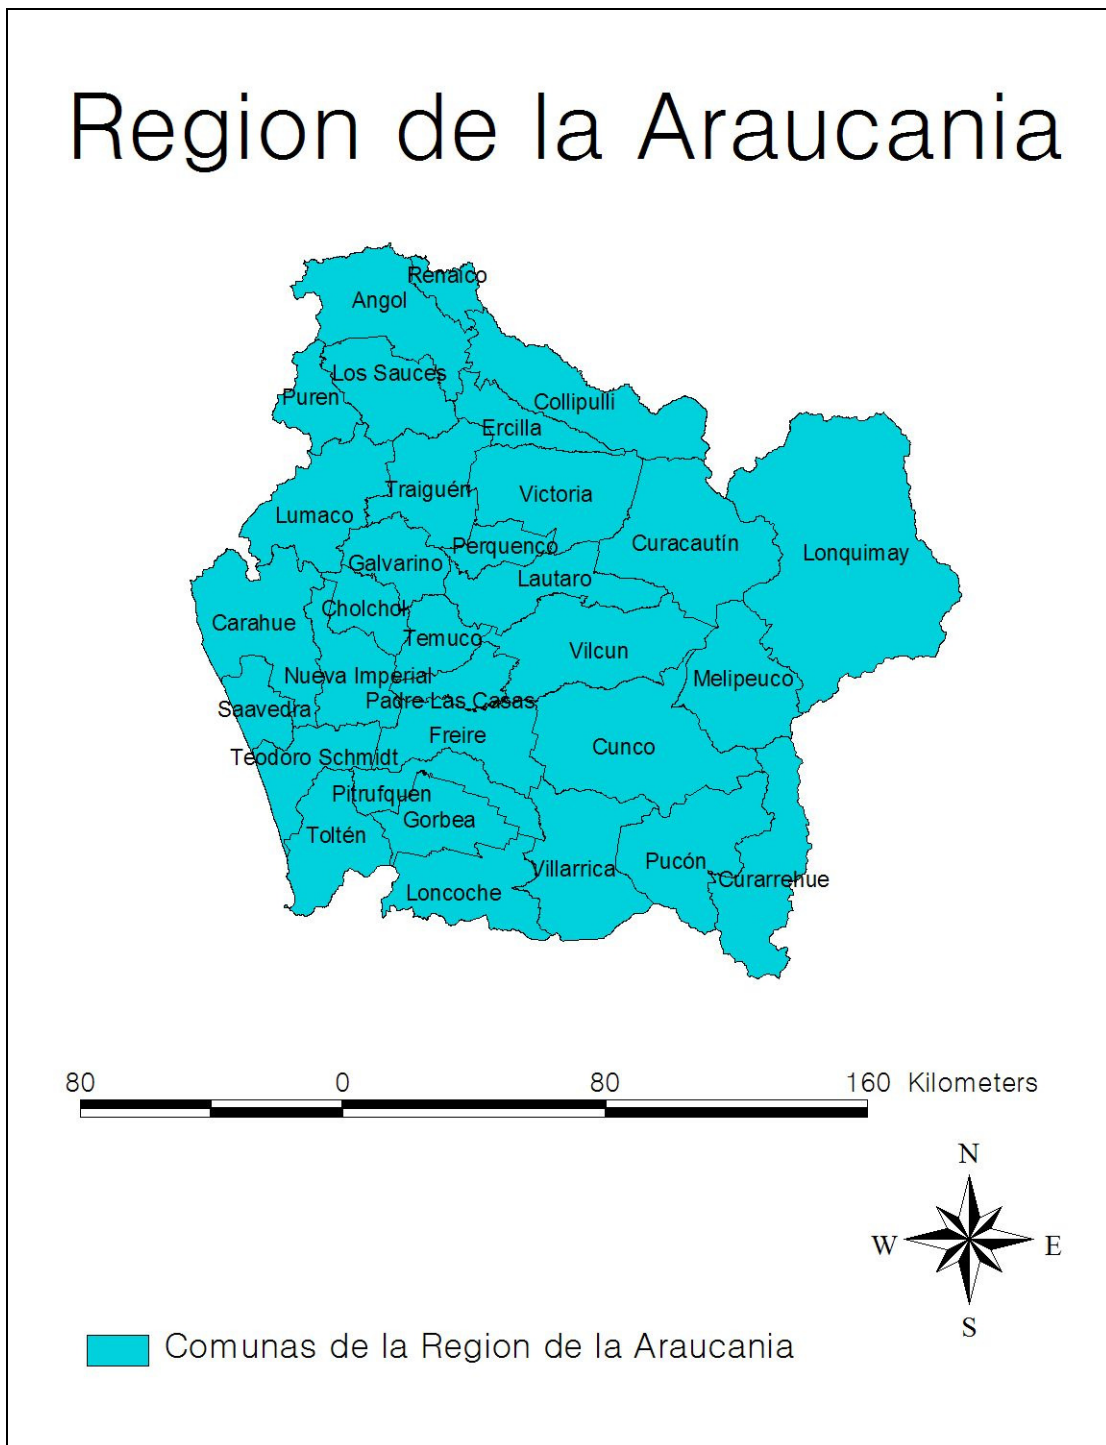 Region de la Araucania
Renaico
Angol
Los Sauces
Puren
Collipulli
Ercilla
Traiguén
Victoria
Lumaco
Curacautín
Perquenco
Lonquimay
Galvarino
Lautaro
Cholchol
Carahue
Temuco
Vilcun
Nueva Imperial
Melipeuco
Padre Las Casas
Saavedra
Freire
Cunco
Teodoro Schmidt
Pitrufquen
Gorbea
Toltén
Pucón
Villarrica
Curarrehue
Loncoche
80 0 80 160 Kilometers
N
W E
S
Comunas de la Region de la Araucania